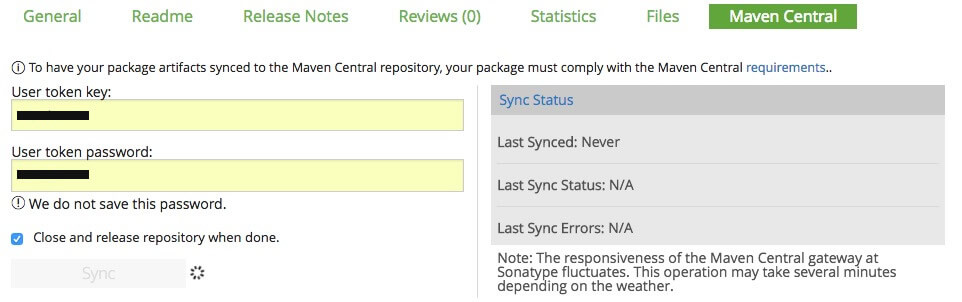 General Readme Release Notes Reviews (0) Statistics Files Maven Central
To have your package artifacts synced to the Maven Central repository, your package must comply with the Maven Central requirements..
User token key:
User token password:
We do not save this password.
Close and release repository when done.
Sync
Sync Status
Last Synced: Never
Last Sync Status: N/A
Last Sync Errors: N/A
Note: The responsiveness of the Maven Central gateway at
Sonatype fluctuates. This operation may take several minutes
depending on the weather.